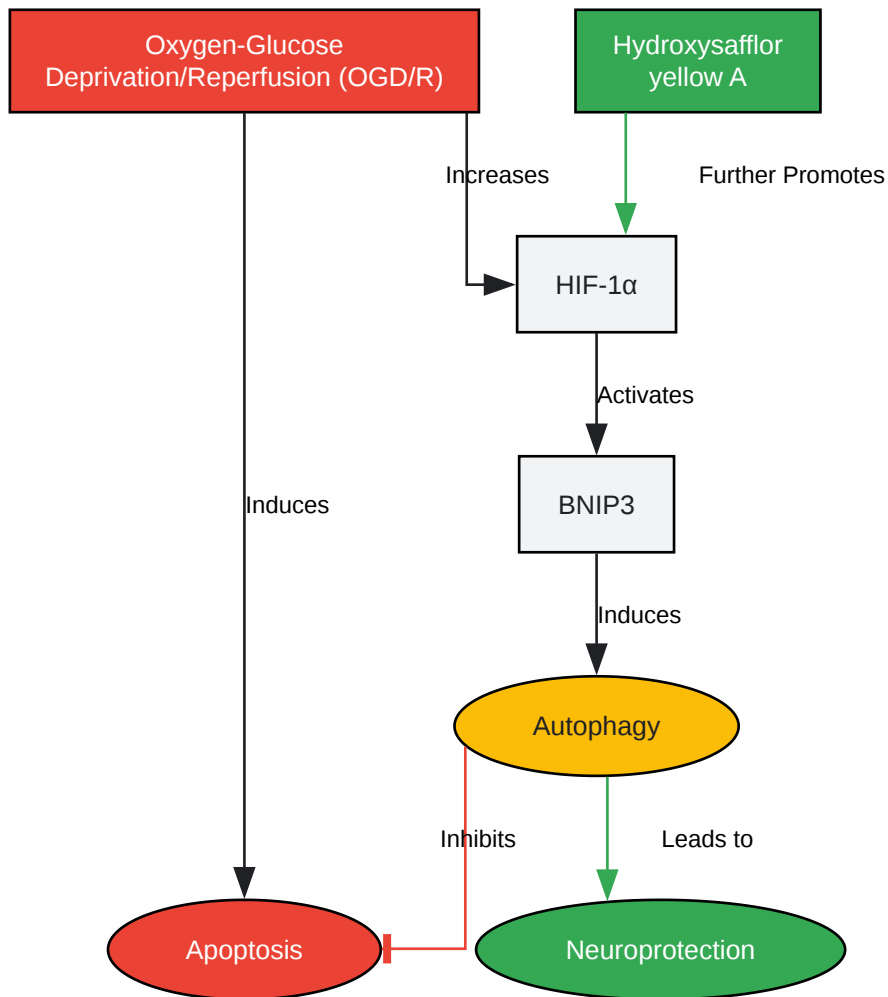 Oxygen-Glucose
Deprivation/Reperfusion (OGD/R)
Hydroxysafflor
yellow A
Increases
Further Promotes
HIF-1α
Activates
BNIP3
Induces
Induces
Autophagy
Inhibits
Leads to
Apoptosis
Neuroprotection